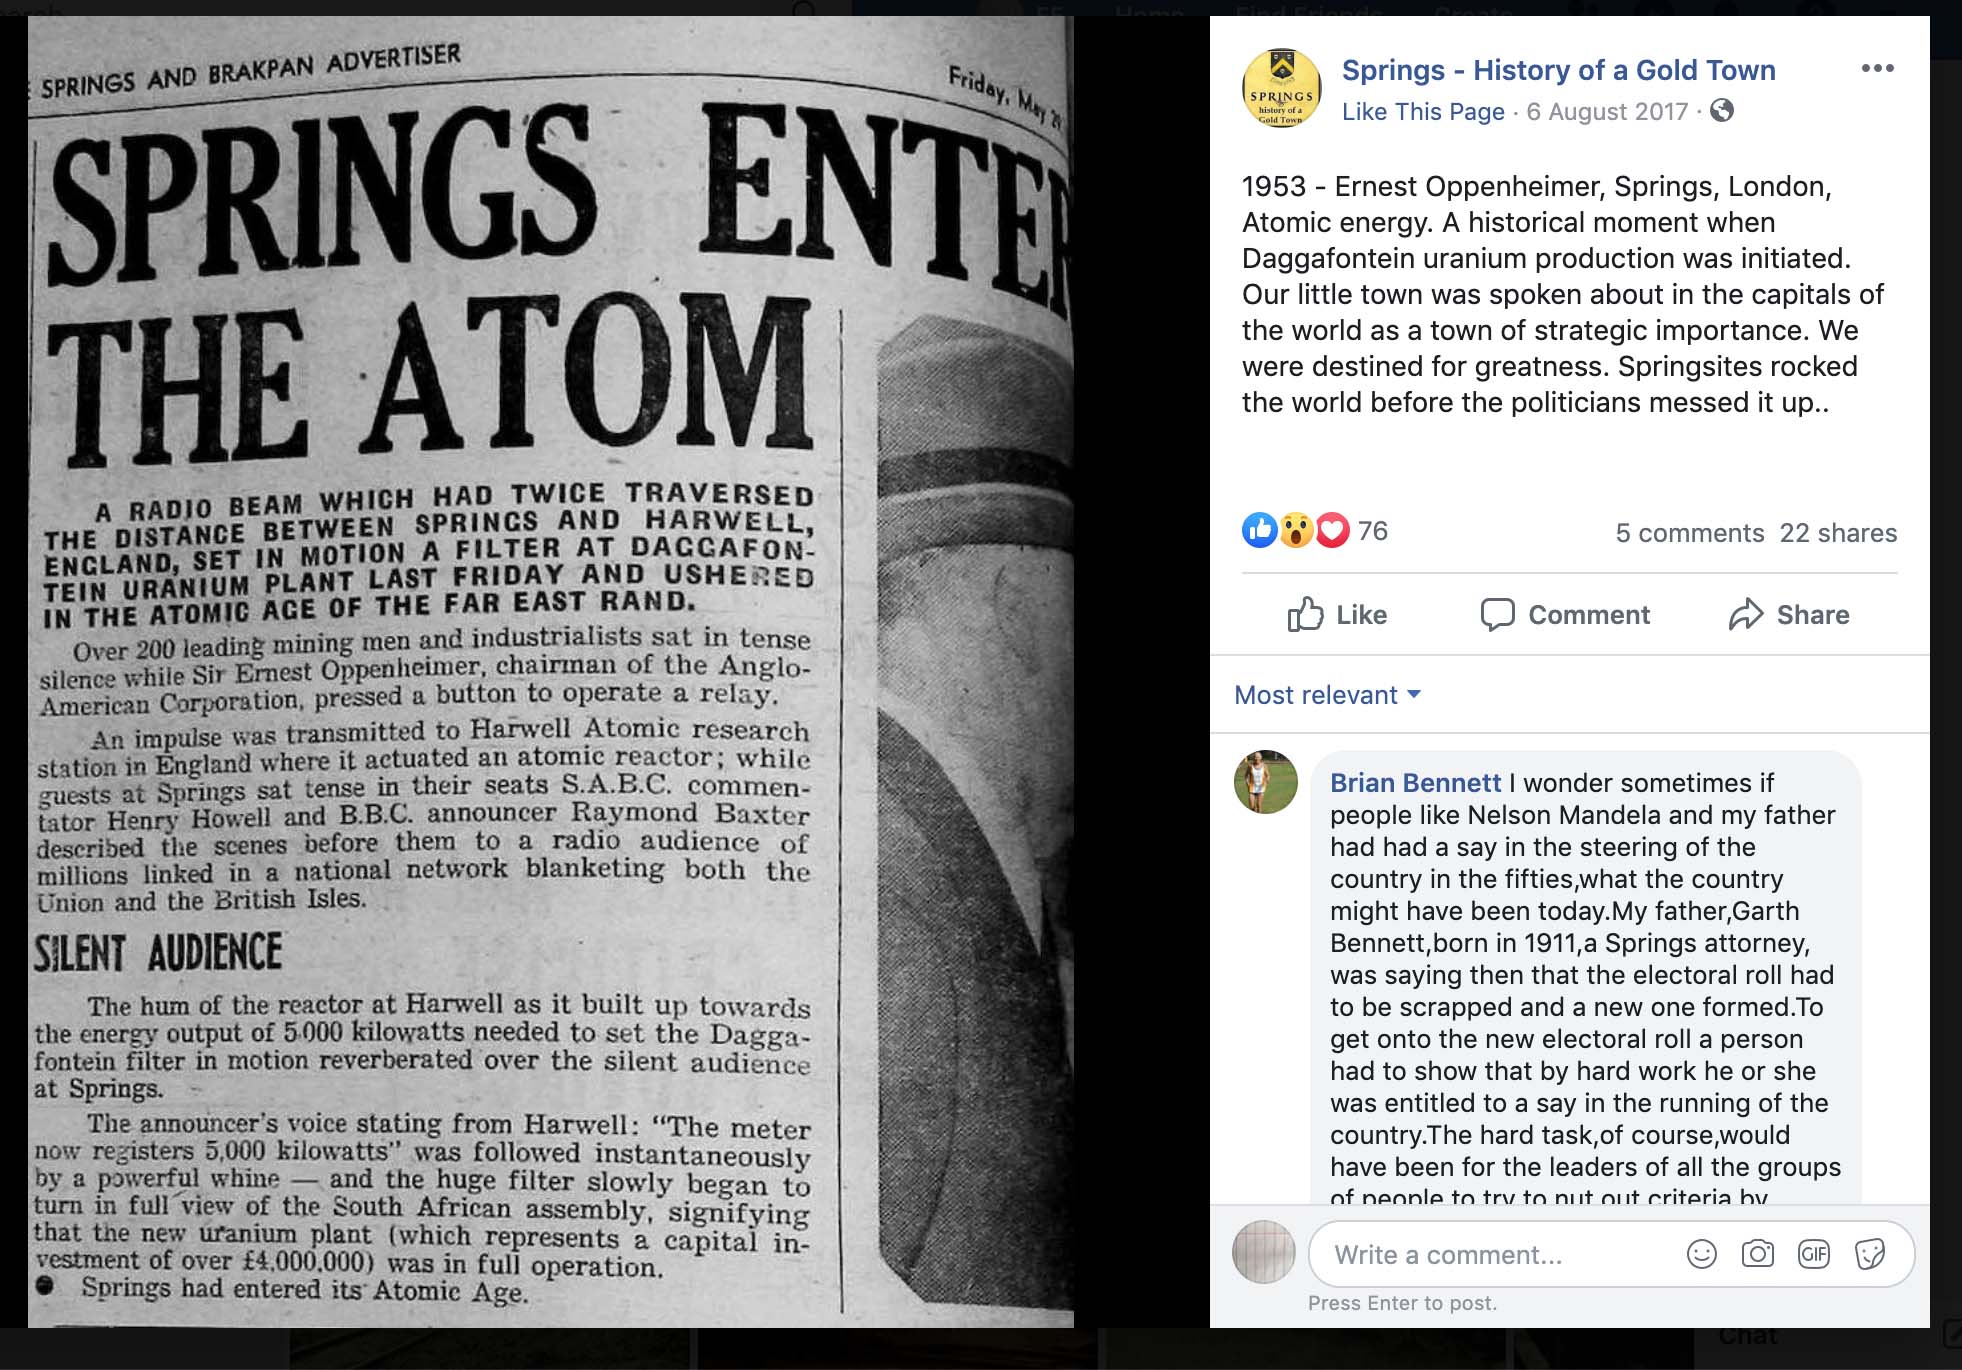 SPRINGS AND BRAKPAN ADVERTISER
Friday, May 29
SPRINGS ENTER
THE ATOM
A RADIO BEAM WHICH HAD TWICE TRAVERSED
THE DISTANCE BETWEEN SPRINGS AND HARWELL,
ENGLAND, SET IN MOTION A FILTER AT DAGGAFON-
TEIN URANIUM PLANT LAST FRIDAY AND USHERED
IN THE ATOMIC AGE OF THE FAR EAST RAND.
Over 200 leading mining men and industrialists sat in tense
silence while Sir Ernest Oppenheimer, chairman of the Anglo-
American Corporation, pressed a button to operate a relay.
An impulse was transmitted to Harwell Atomic research
station in England where it actuated an atomic reactor; while
guests at Springs sat tense in their seats S.A.B.C. commen-
tator Henry Howell and B.B.C. announcer Raymond Baxter
described the scenes before them to a radio audience of
millions linked in a national network blanketing both the
Union and the British Isles.
SILENT AUDIENCE
The hum of the reactor at Harwell as it built up towards
the energy output of 5000 kilowatts needed to set the Dagga-
fontein filter in motion reverberated over the silent audience
at Springs.
The announcer's voice stating from Harwell: "The meter
now registers 5,000 kilowatts" was followed instantaneously
by a powerful whine — and the huge filter slowly began to
turn in full view of the South African assembly, signifying
that the new uranium plant (which represents a capital in-
vestment of over £4,000,000) was in full operation.
● Springs had entered its Atomic Age.
SPRINGS
history of a
Gold Town
Springs - History of a Gold Town
Like This Page · 6 August 2017 ·
1953 - Ernest Oppenheimer, Springs, London,
Atomic energy. A historical moment when
Daggafontein uranium production was initiated.
Our little town was spoken about in the capitals of
the world as a town of strategic importance. We
were destined for greatness. Springsites rocked
the world before the politicians messed it up..
76
5 comments 22 shares
Like Comment Share
Most relevant
Brian Bennett I wonder sometimes if
people like Nelson Mandela and my father
had had a say in the steering of the
country in the fifties,what the country
might have been today.My father,Garth
Bennett,born in 1911,a Springs attorney,
was saying then that the electoral roll had
to be scrapped and a new one formed.To
get onto the new electoral roll a person
had to show that by hard work he or she
was entitled to a say in the running of the
country.The hard task,of course,would
have been for the leaders of all the groups
of people to try to put out criteria by
Write a comment...
GIF
Press Enter to post.
Chat